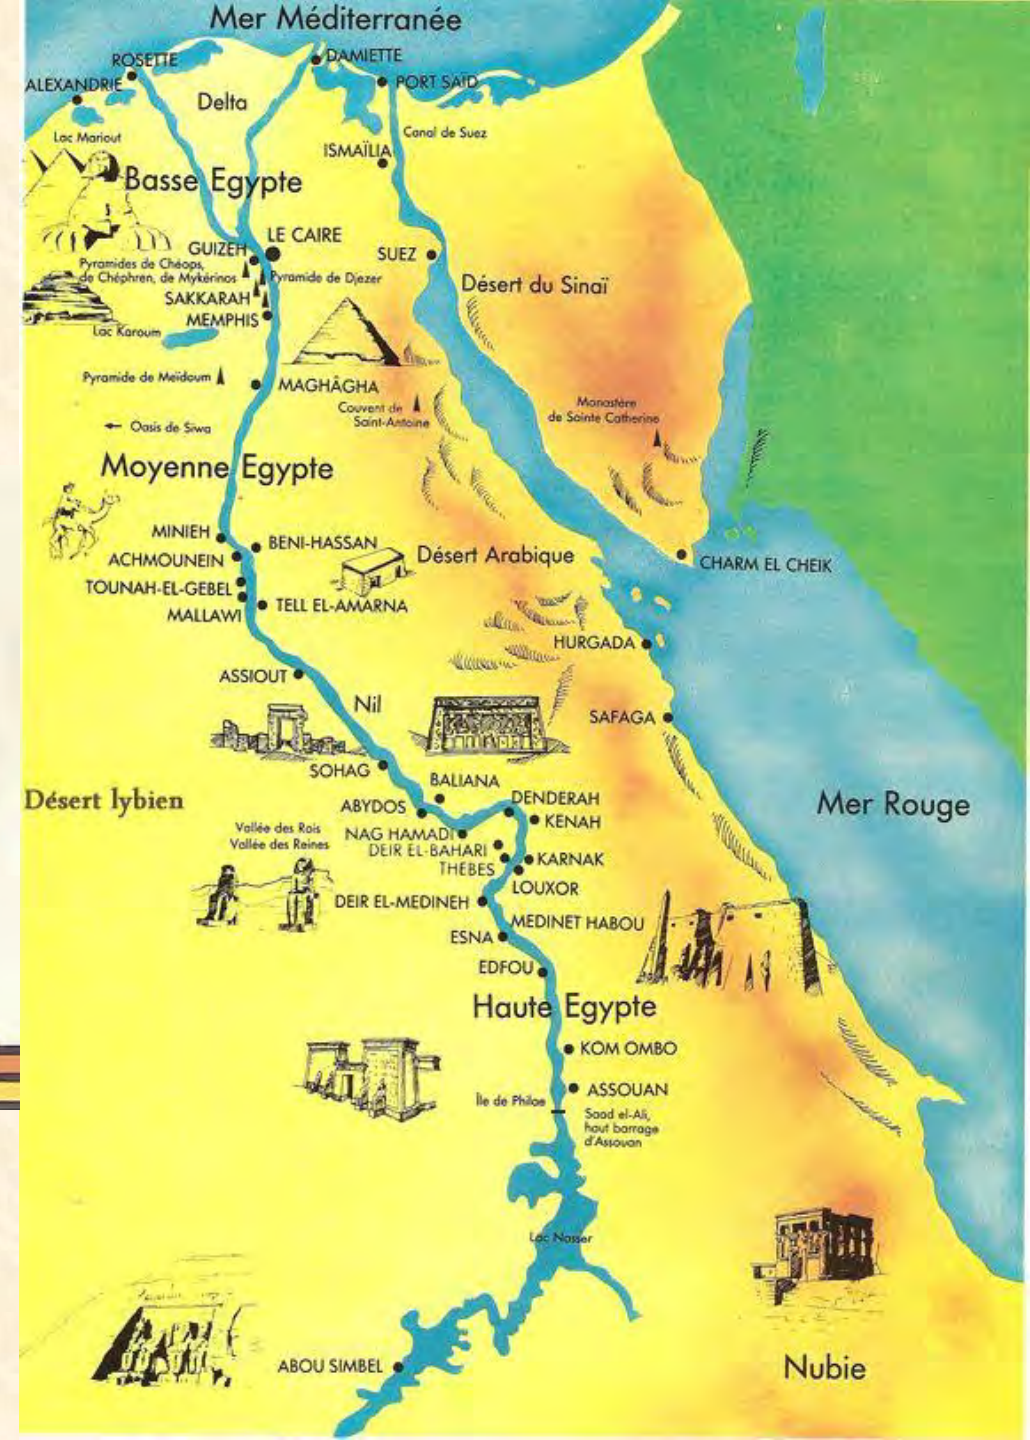 Mer Méditerranée
ROSETTE
DAMIETTE
ALEXANDRIE
PORT SAÏD
Delta
Lac Mariout
Canal de Suez
ISMAÏLIA
Basse Egypte
LE CAIRE
GUIZEH
SUEZ
Pyramides de Chéops,
de Chéphren, de Mykérinos
Pyramide de Djezer
Désert du Sinaï
SAKKARAH
MEMPHIS
Lac Karoum
Pyramide de Meïdoum
MAGHÂGHA
Couvent de
Saint-Antoine
Monastère
de Sainte Catherine
← Oasis de Siwa
Moyenne Egypte
MINIEH
BENI-HASSAN
ACHMOUNEIN
Désert Arabique
CHARM EL CHEIK
TOUNAH-EL-GEBEL
TELL EL-AMARNA
MALLAWI
HURGADA
ASSIOUT
Nil
SAFAGA
SOHAG
BALIANA
Désert lybien
ABYDOS
DENDERAH
Mer Rouge
KENAH
Vallée des Rois
Vallée des Reines
NAG HAMADI
DEIR EL-BAHARI
KARNAK
THEBES
LOUXOR
DEIR EL-MEDINEH
MEDINET HABOU
ESNA
EDFOU
Haute Egypte
KOM OMBO
ASSOUAN
Île de Philae
Saad el-Ali,
haut barrage
d'Assouan
Lac Nasser
ABOU SIMBEL
Nubie